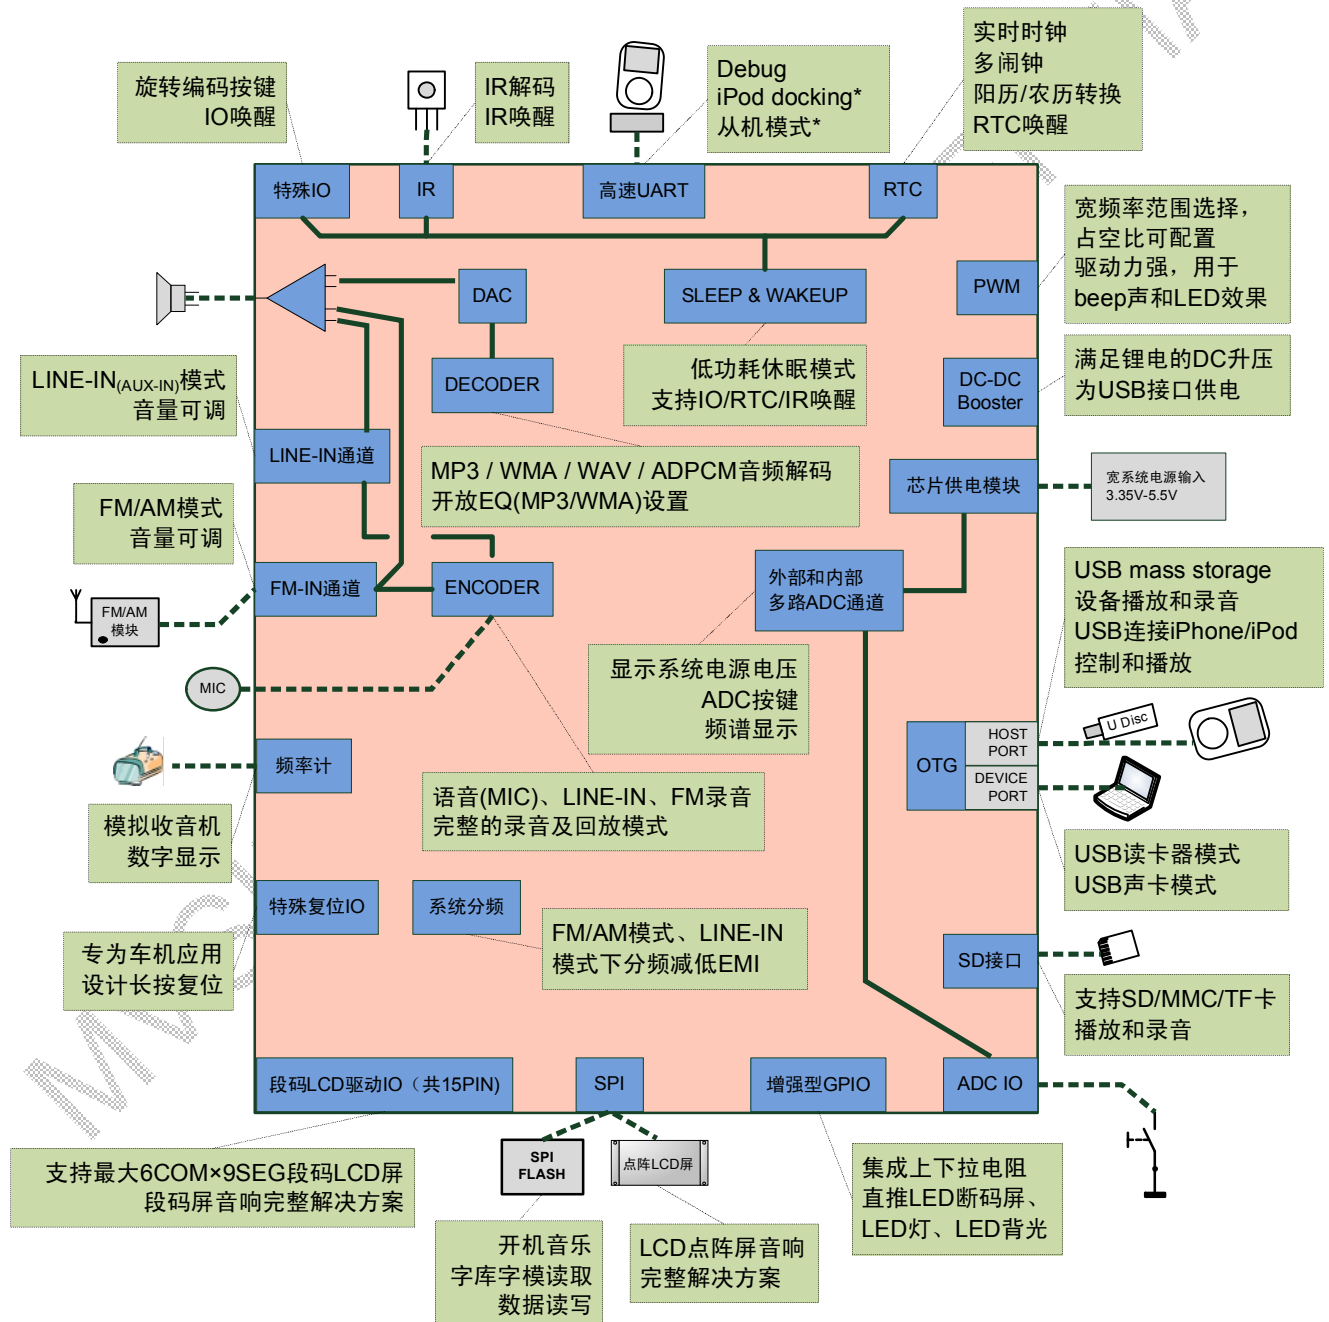 实时时钟
多闹钟
阳历/农历转换
RTC唤醒
旋转编码按键
IO唤醒
IR解码
IR唤醒
Debug
iPod docking*
从机模式*
特殊IO
IR
高速UART
RTC
宽频率范围选择，
占空比可配置
驱动力强，用于
beep声和LED效果
DAC
SLEEP & WAKEUP
PWM
LINE-IN(AUX-IN)模式
音量可调
DECODER
低功耗休眠模式
支持IO/RTC/IR唤醒
DC-DC
Booster
满足锂电的DC升压
为USB接口供电
LINE-IN通道
MP3 / WMA / WAV / ADPCM音频解码
开放EQ(MP3/WMA)设置
芯片供电模块
宽系统电源输入
3.35V-5.5V
FM/AM模式
音量可调
FM-IN通道
ENCODER
外部和内部
多路ADC通道
USB mass storage
设备播放和录音
USB连接iPhone/iPod
控制和播放
FM/AM
模块
MIC
显示系统电源电压
ADC按键
频谱显示
U Disc
OTG
HOST
PORT
DEVICE
PORT
频率计
模拟收音机
数字显示
语音(MIC)、LINE-IN、FM录音
完整的录音及回放模式
USB读卡器模式
USB声卡模式
特殊复位IO
系统分频
专为车机应用
设计长按复位
FM/AM模式、LINE-IN
模式下分频减低EMI
SD接口
支持SD/MMC/TF卡
播放和录音
段码LCD驱动IO（共15PIN)
SPI
增强型GPIO
ADC IO
支持最大6COM×9SEG段码LCD屏
段码屏音响完整解决方案
SPI
FLASH
点阵LCD屏
集成上下拉电阻
直推LED断码屏、
LED灯、LED背光
开机音乐
字库字模读取
数据读写
LCD点阵屏音响
完整解决方案